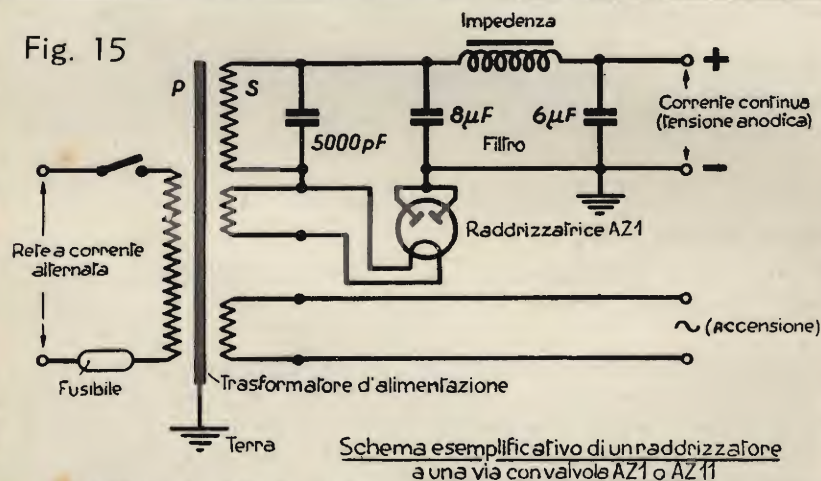 Fig. 15
Impedenza
P
S
+
5000pF
8µF
6µF
Filtro
Corrente continua
(tensione anodica)
−
Rete a corrente
alternata
Raddrizzatrice AZ1
~ (accensione)
Fusibile
Trasformatore d'alimentazione
Terra
Schema esemplificativo di un raddrizzatore
a una via con valvola AZ1 o AZ11